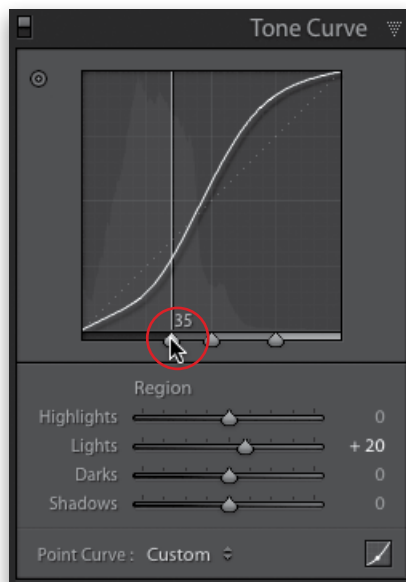 Tone Curve
35
Region
Highlights 0
Lights + 20
Darks 0
Shadows 0
Point Curve : Custom